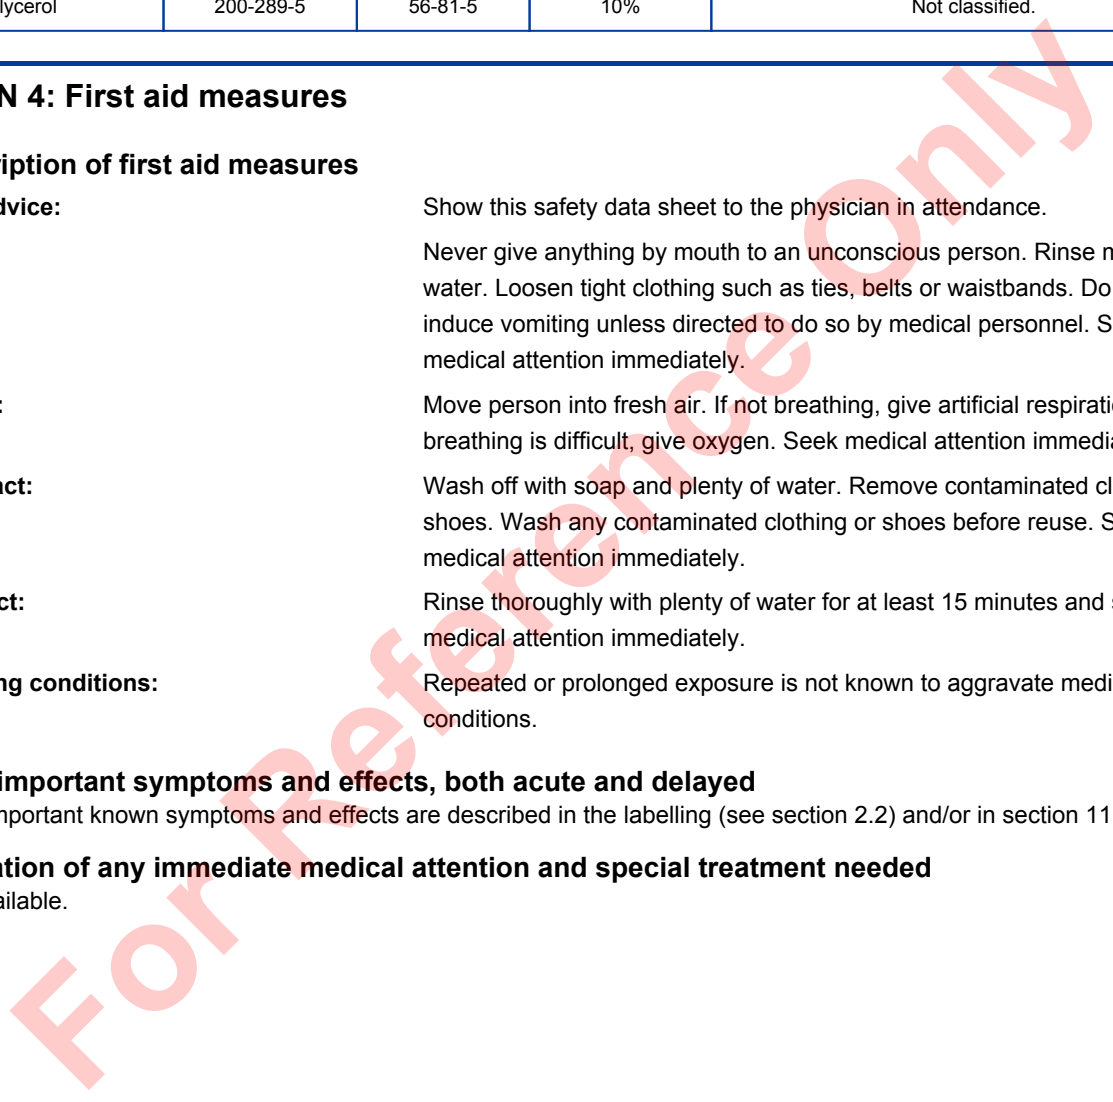 lycerol 200-289-5 56-81-5 10% Not classified.
N 4: First aid measures
iption of first aid measures
dvice: Show this safety data sheet to the physician in attendance.
Never give anything by mouth to an unconscious person. Rinse
water. Loosen tight clothing such as ties, belts or waistbands. Do
induce vomiting unless directed to do so by medical personnel. S
medical attention immediately.
: Move person into fresh air. If not breathing, give artificial respirati
breathing is difficult, give oxygen. Seek medical attention immedia
act: Wash off with soap and plenty of water. Remove contaminated cl
shoes. Wash any contaminated clothing or shoes before reuse. S
medical attention immediately.
ct: Rinse thoroughly with plenty of water for at least 15 minutes and s
medical attention immediately.
ng conditions: Repeated or prolonged exposure is not known to aggravate medi
conditions.
important symptoms and effects, both acute and delayed
mportant known symptoms and effects are described in the labelling (see section 2.2) and/or in section 11
ation of any immediate medical attention and special treatment needed
ailable.
For Reference Only